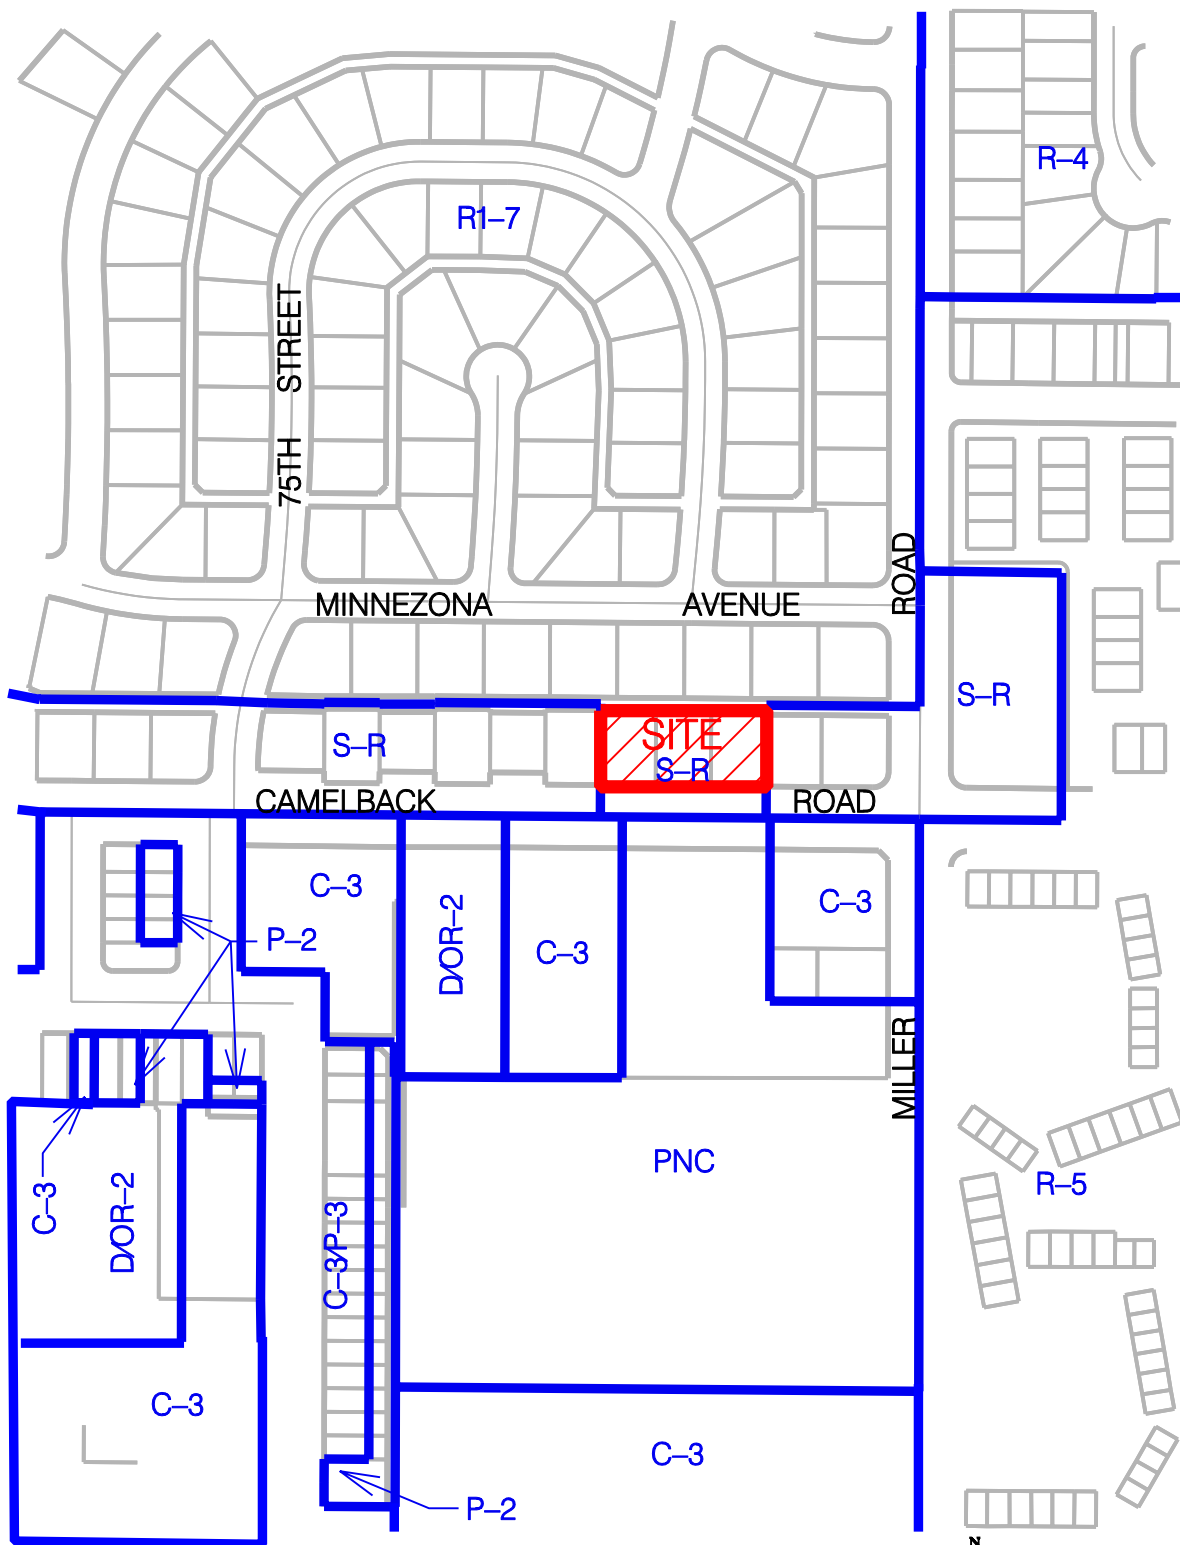 R–4
R1–7
75TH STREET
ROAD
MINNEZONA AVENUE
S–R
SITE
S–R
S–R
CAMELBACK ROAD
C–3
C–3
D/OR–2
P–2
C–3
MILLER
PNC
R–5
C–3
D/OR–2
C–3/P–3
C–3
C–3
P–2